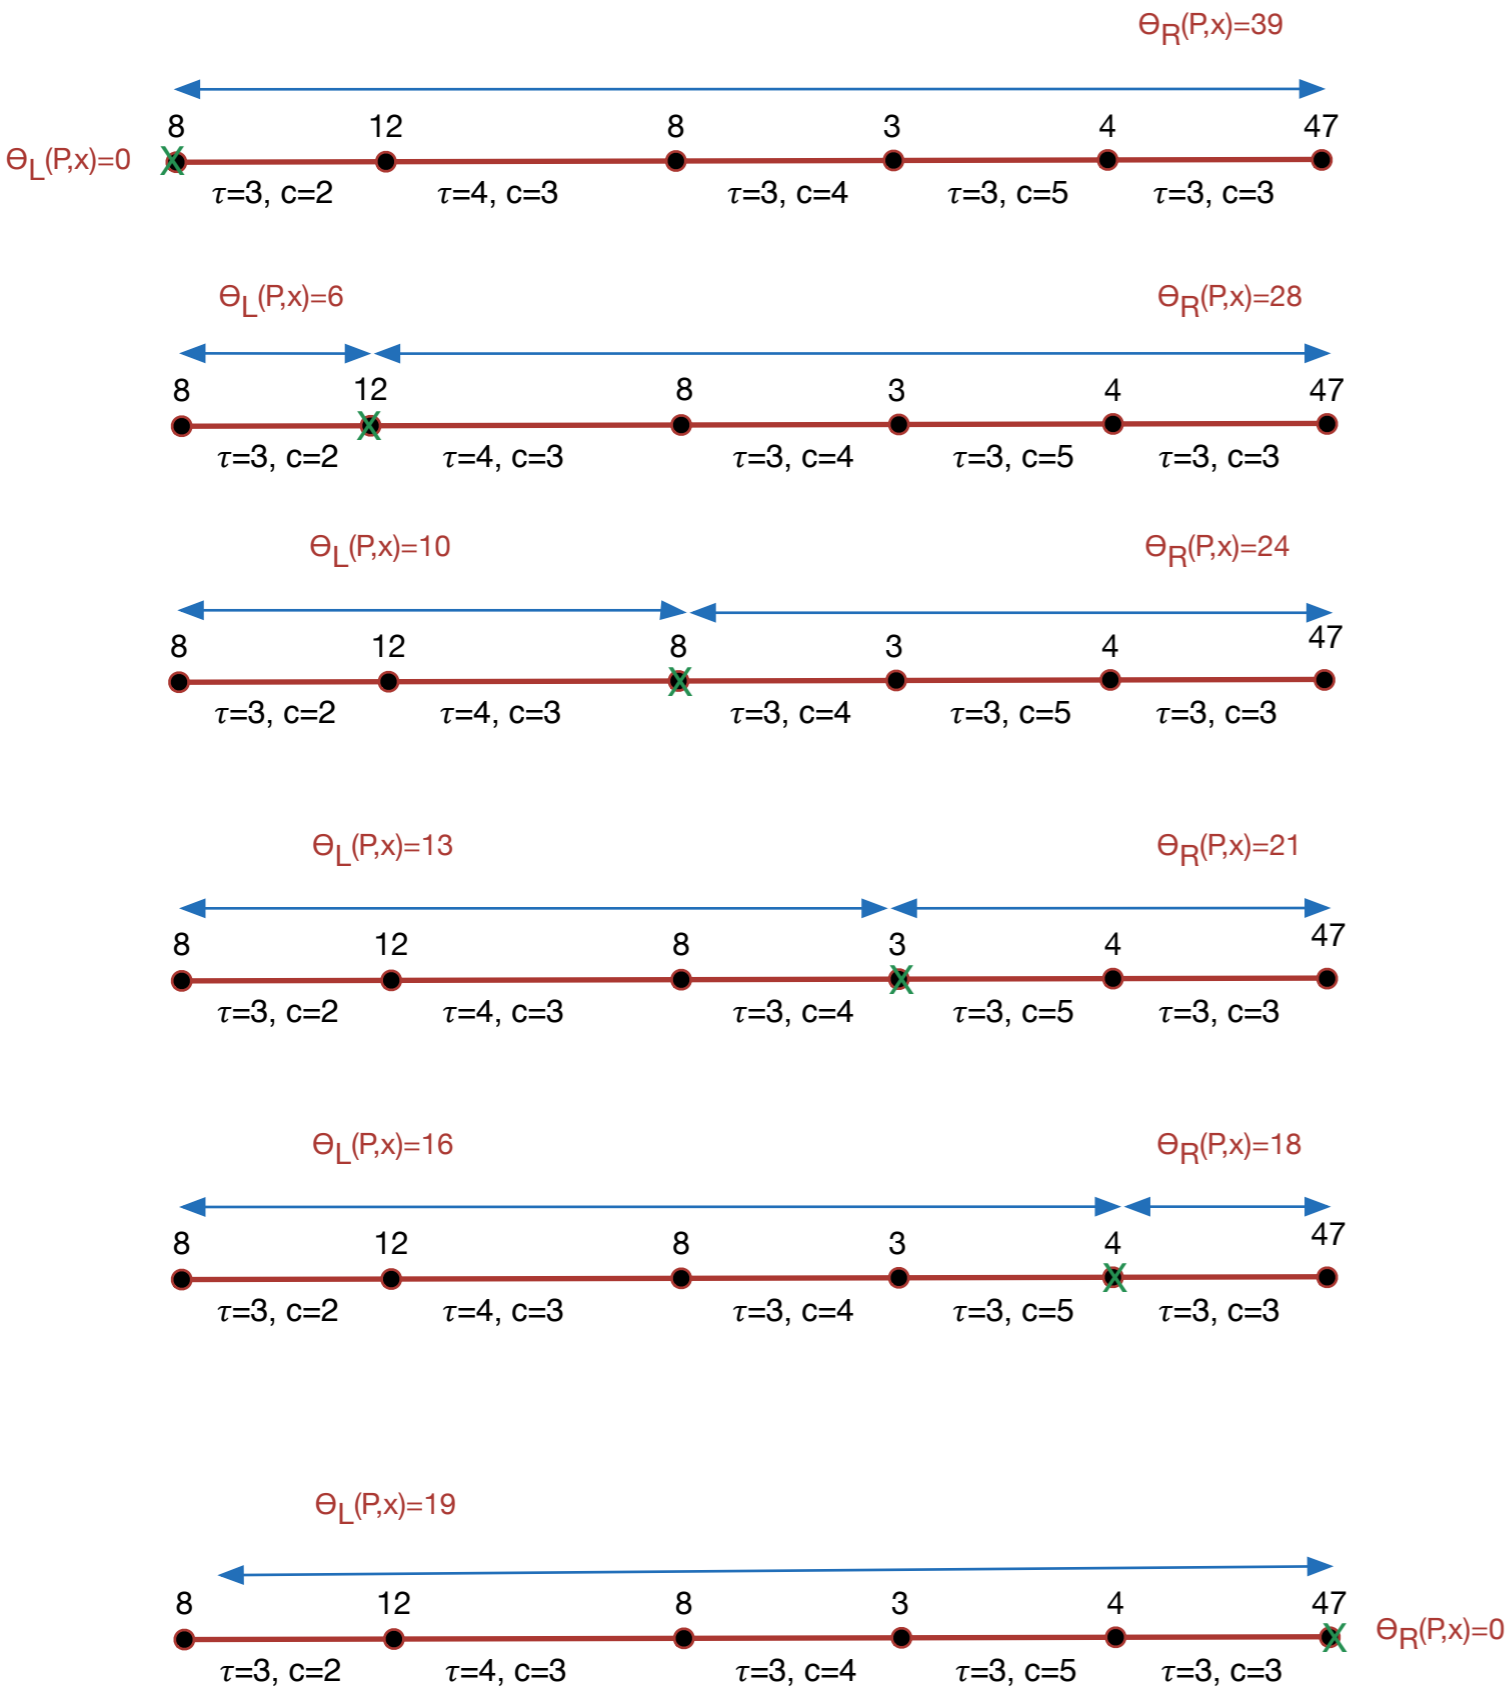 ϴR(P,x)=39
8 12 8 3 4 47
ϴL(P,x)=0
τ=3, c=2 τ=4, c=3 τ=3, c=4 τ=3, c=5 τ=3, c=3
ϴL(P,x)=6 ϴR(P,x)=28
8 12 8 3 4 47
τ=3, c=2 τ=4, c=3 τ=3, c=4 τ=3, c=5 τ=3, c=3
ϴL(P,x)=10 ϴR(P,x)=24
8 12 8 3 4 47
τ=3, c=2 τ=4, c=3 τ=3, c=4 τ=3, c=5 τ=3, c=3
ϴL(P,x)=13 ϴR(P,x)=21
8 12 8 3 4 47
τ=3, c=2 τ=4, c=3 τ=3, c=4 τ=3, c=5 τ=3, c=3
ϴL(P,x)=16 ϴR(P,x)=18
8 12 8 3 4 47
τ=3, c=2 τ=4, c=3 τ=3, c=4 τ=3, c=5 τ=3, c=3
ϴL(P,x)=19
8 12 8 3 4 47
ϴR(P,x)=0
τ=3, c=2 τ=4, c=3 τ=3, c=4 τ=3, c=5 τ=3, c=3